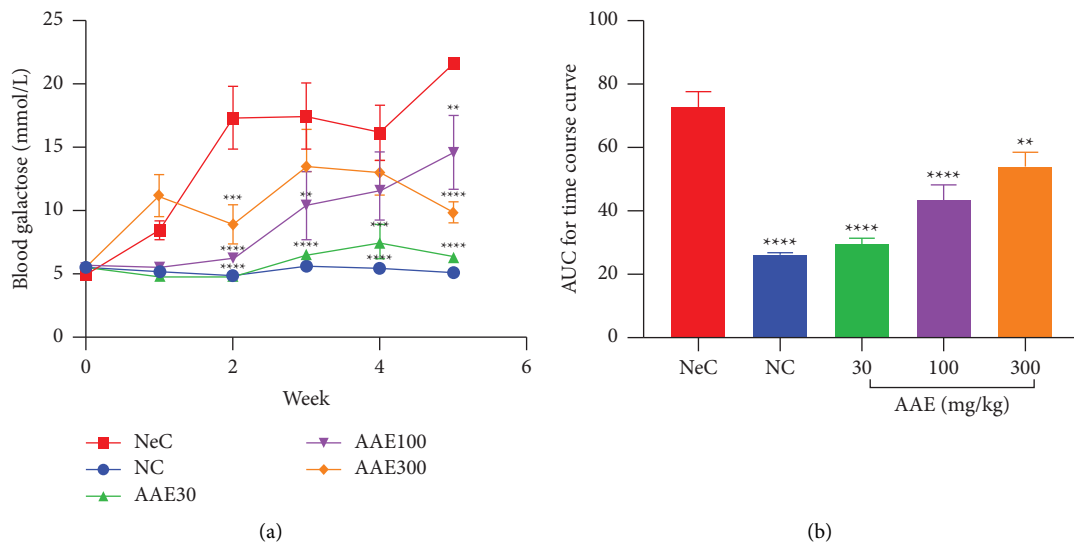 25
20
15
10
5
0
Blood galactose (mmol/L)
**
***
**
****
****
****
***
****
****
****
0
2
4
6
Week
NeC
NC
AAE30
AAE100
AAE300
(a)
100
80
60
40
20
0
AUC for time course curve
****
****
****
**
NeC
NC
30
100
300
AAE (mg/kg)
(b)